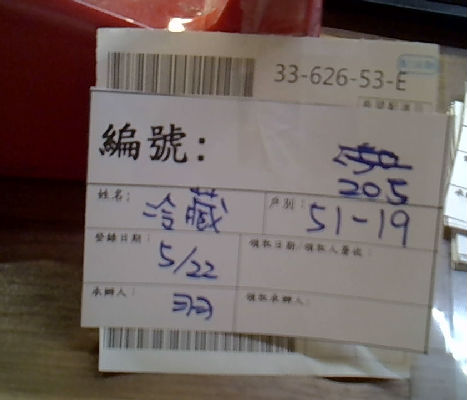 33-626-53-E
編號：
205
姓名： 冷藏 戶別： 51-19
登錄日期： 5/22 領取日期/領取人簽收：
承辦人： 領取承辦人：